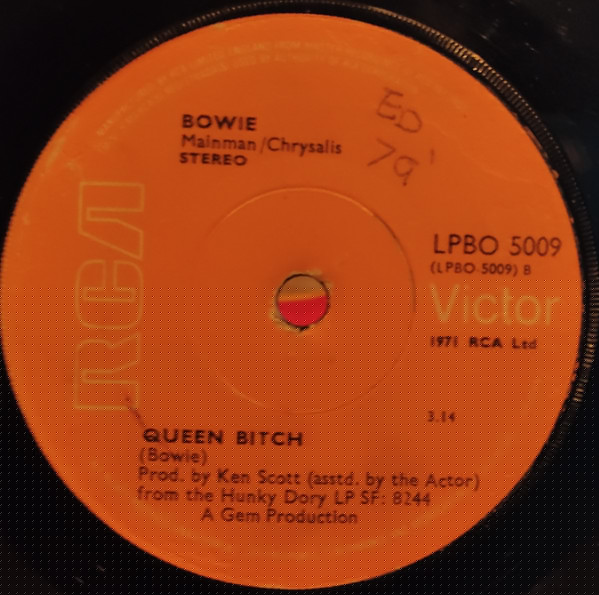 BOWIE
Mainman/Chrysalis
STEREO
ED
79'
RCA
LPBO 5009
(LPBO-5009) B
Victor
1971 RCA Ltd
3.14
QUEEN BITCH
(Bowie)
Prod. by Ken Scott (asstd. by the Actor)
from the Hunky Dory LP SF: 8244
A Gem Production